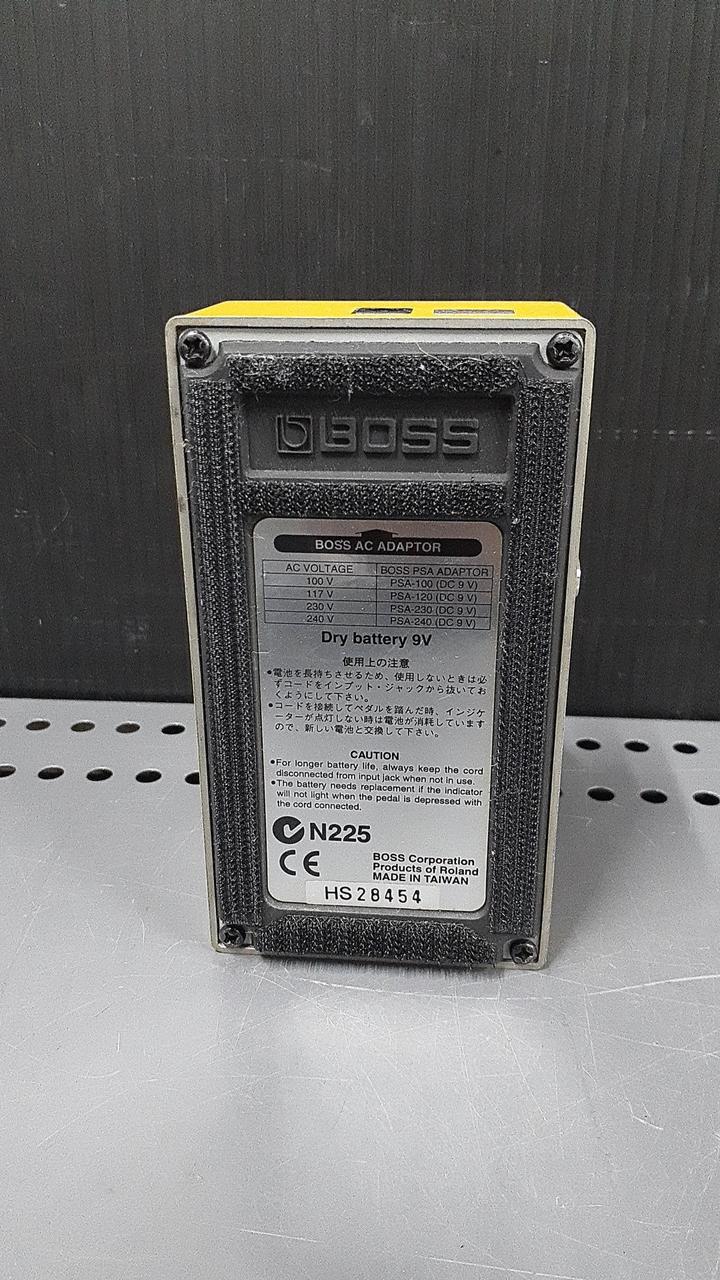 BOSS
BOSS AC ADAPTOR
AC VOLTAGE BOSS PSA ADAPTOR
100 V PSA-100 (DC 9 V)
117 V PSA-120 (DC 9 V)
230 V PSA-230 (DC 9 V)
240 V PSA-240 (DC 9 V)
Dry battery 9V
使用上の注意
●電池を長持ちさせるため、使用しないときは必
ずコードをインプット・ジャックから抜いてお
くようにして下さい。
●コードを接続してペダルを踏んだ時、インジケ
ーターが点灯しない時は電池が消耗しています
ので、新しい電池と交換して下さい。
CAUTION
●For longer battery life, always keep the cord
disconnected from input jack when not in use.
●The battery needs replacement if the indicator
will not light when the pedal is depressed with
the cord connected.
N225
CE
BOSS Corporation
Products of Roland
MADE IN TAIWAN
HS28454